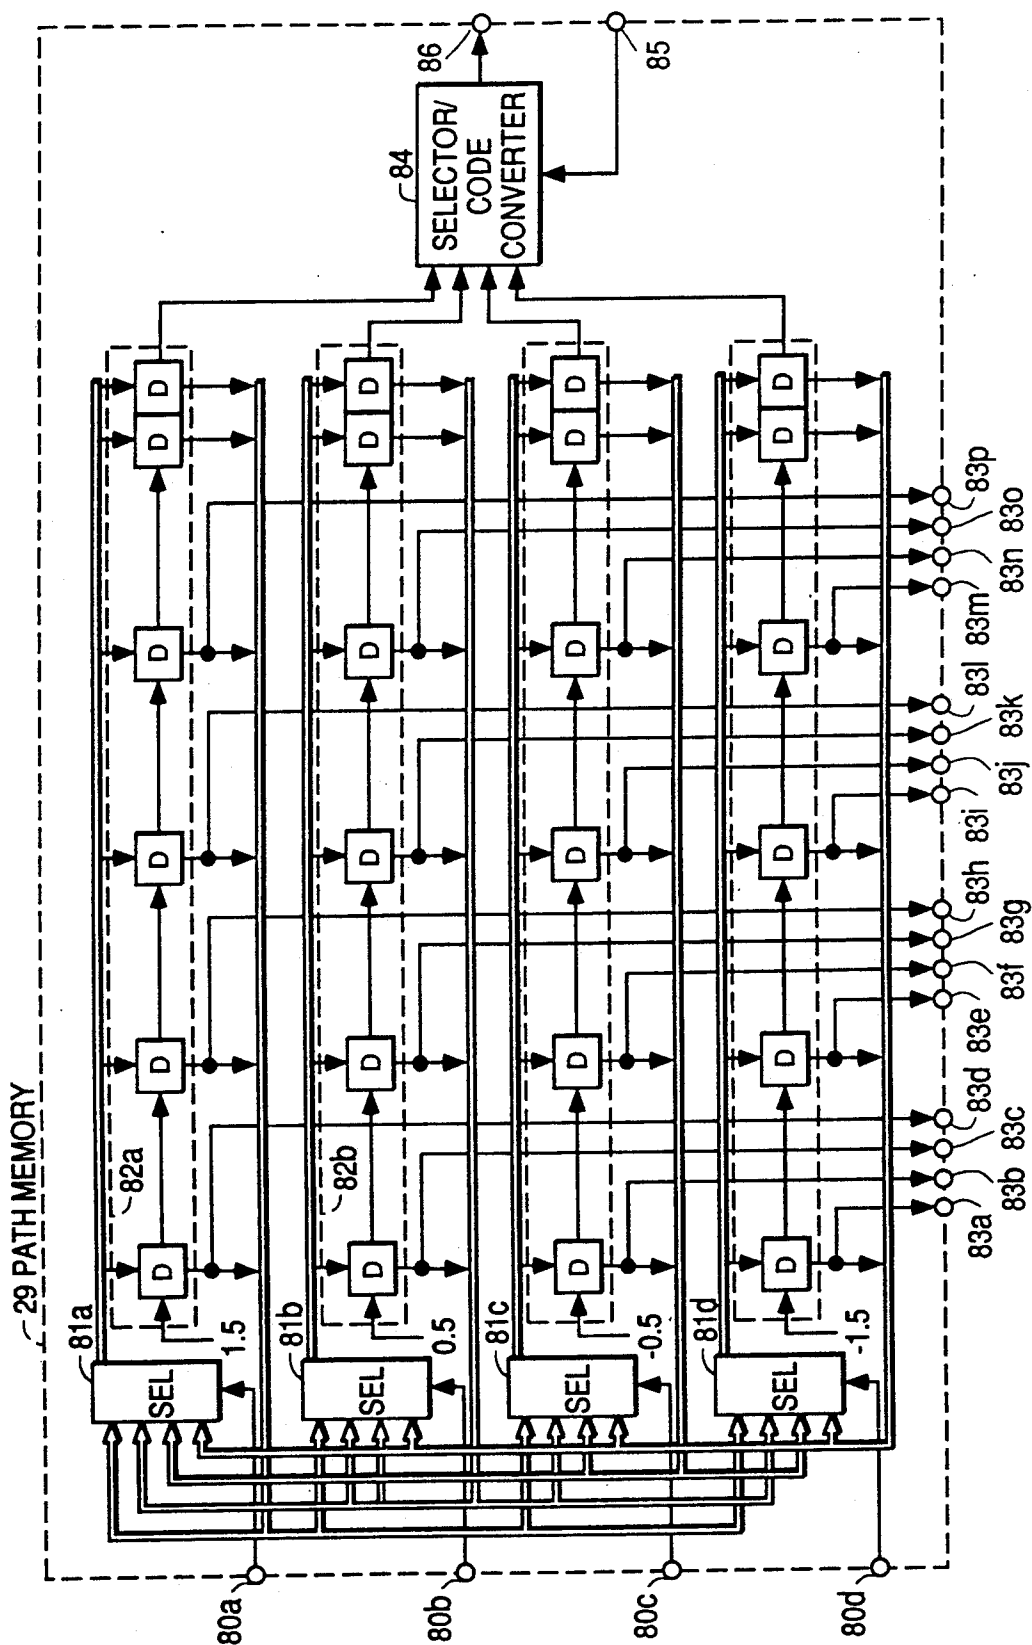 29 PATH MEMORY
81a
SEL
1.5
82a
D
D
D
D
D
D
81b
SEL
0.5
82b
D
D
D
D
D
D
81c
SEL
-0.5
D
D
D
D
D
D
81d
SEL
-1.5
D
D
D
D
D
D
84
SELECTOR/
CODE
CONVERTER
86
85
80a
80b
80c
80d
83a
83b
83c
83d
83e
83f
83g
83h
83i
83j
83k
83l
83m
83n
83o
83p